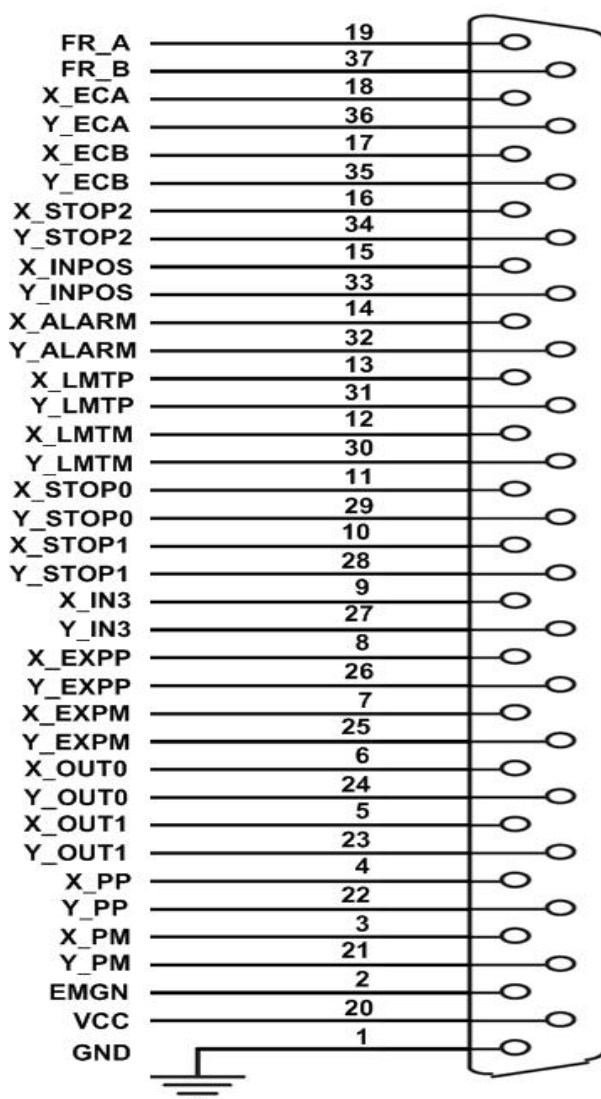 FR_A 19
FR_B 37
X_ECA 18
Y_ECA 36
X_ECB 17
Y_ECB 35
X_STOP2 16
Y_STOP2 34
X_INPOS 15
Y_INPOS 33
X_ALARM 14
Y_ALARM 32
X_LMTP 13
Y_LMTP 31
X_LMTM 12
Y_LMTM 30
X_STOP0 11
Y_STOP0 29
X_STOP1 10
Y_STOP1 28
X_IN3 9
Y_IN3 27
X_EXPP 8
Y_EXPP 26
X_EXPM 7
Y_EXPM 25
X_OUT0 6
Y_OUT0 24
X_OUT1 5
Y_OUT1 23
X_PP 4
Y_PP 22
X_PM 3
Y_PM 21
EMGN 2
VCC 20
GND 1